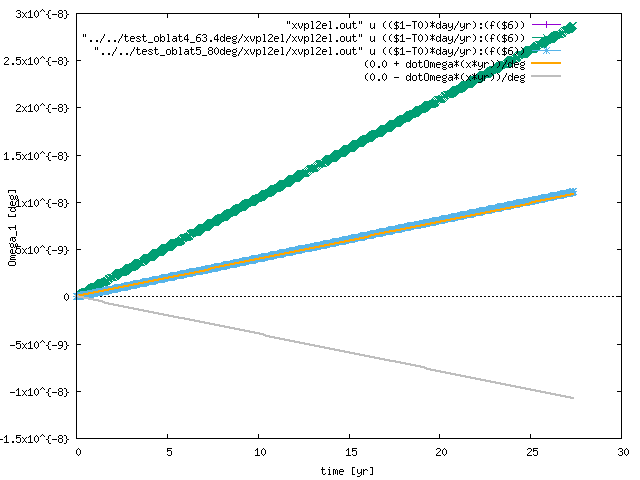 "xvpl2el.out" u (($1-T0)*day/yr):(f($6))
"../../test_oblat4_63.4deg/xvpl2el/xvpl2el.out" u (($1-T0)*day/yr):(f($6))
"../../test_oblat5_80deg/xvpl2el/xvpl2el.out" u (($1-T0)*day/yr):(f($6))
(0.0 + dotOmega*(x*yr))/deg
(0.0 - dotOmega*(x*yr))/deg
3x10^{-8}
2.5x10^{-8}
2x10^{-8}
1.5x10^{-8}
1x10^{-8}
5x10^{-9}
0
-5x10^{-9}
-1x10^{-8}
-1.5x10^{-8}
Omega_1 [deg]
0 5 10 15 20 25 30
time [yr]